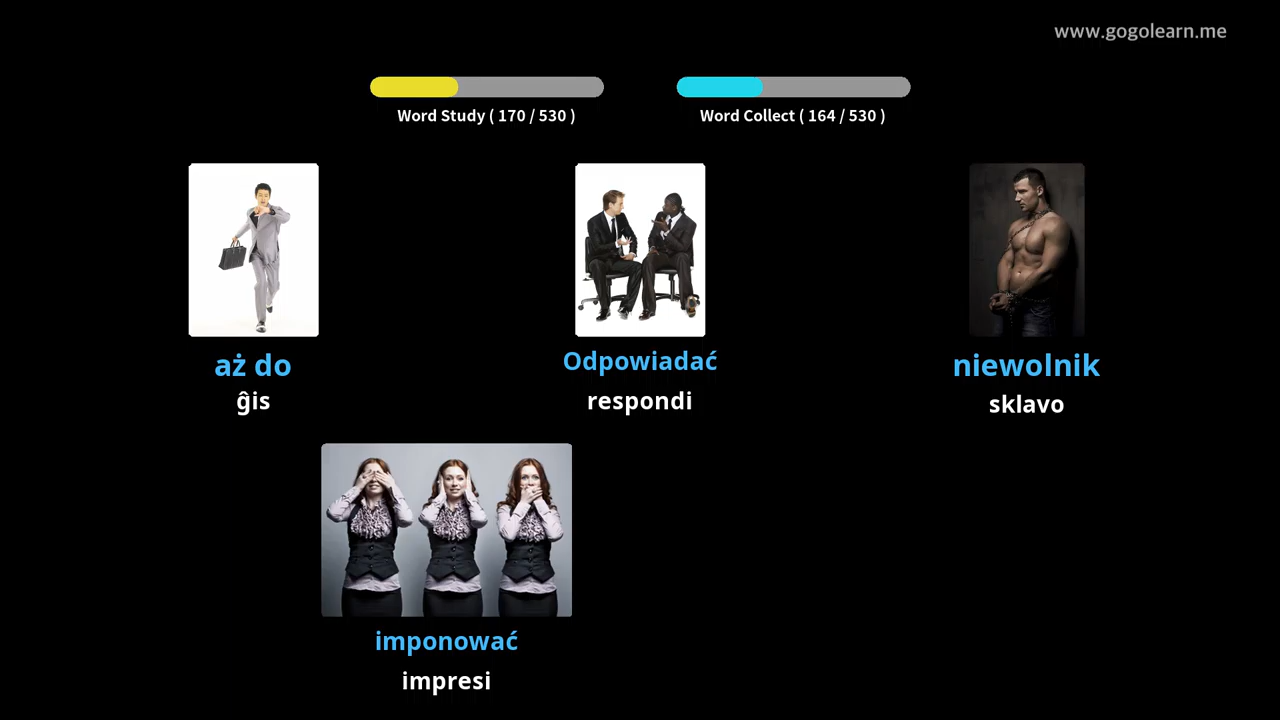 www.gogolearn.me
Word Study ( 170 / 530 )
Word Collect ( 164 / 530 )
aż do
ĝis
Odpowiadać
respondi
niewolnik
sklavo
imponować
impresi